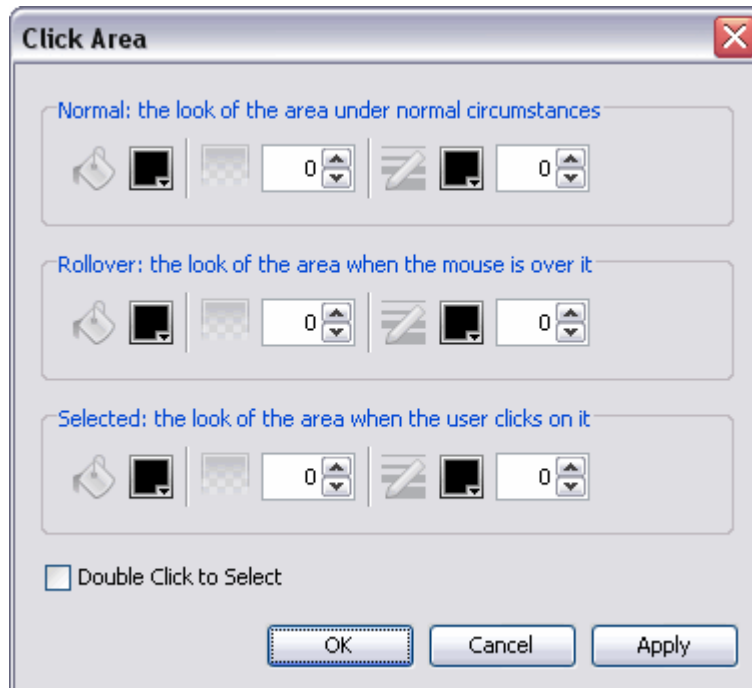 Click Area
Normal: the look of the area under normal circumstances
0 0
Rollover: the look of the area when the mouse is over it
0 0
Selected: the look of the area when the user clicks on it
0 0
Double Click to Select
OK Cancel Apply